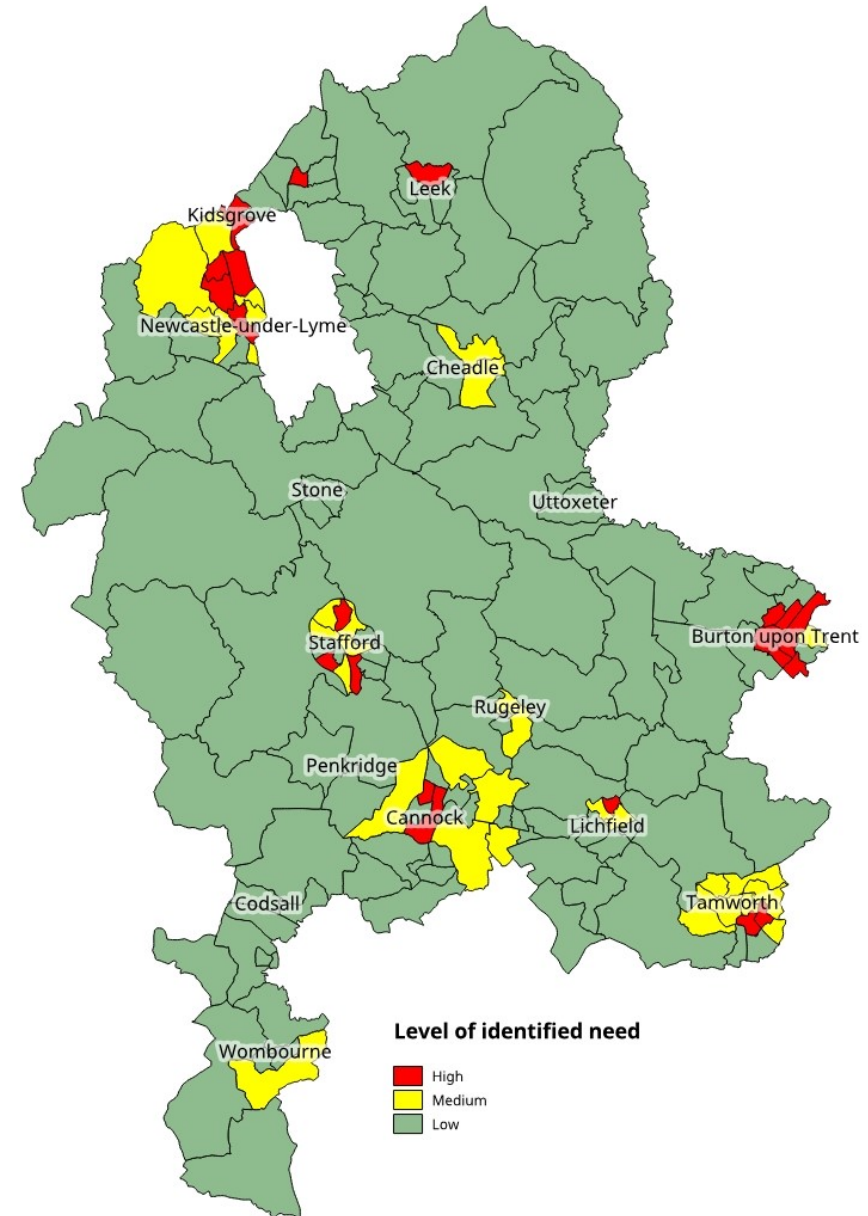 Leek
Kidsgrove
Newcastle-under-Lyme
Cheadle
Stone
Uttoxeter
Stafford
Burton upon Trent
Rugeley
Penkridge
Cannock
Lichfield
Codsall
Tamworth
Wombourne
Level of identified need
High
Medium
Low